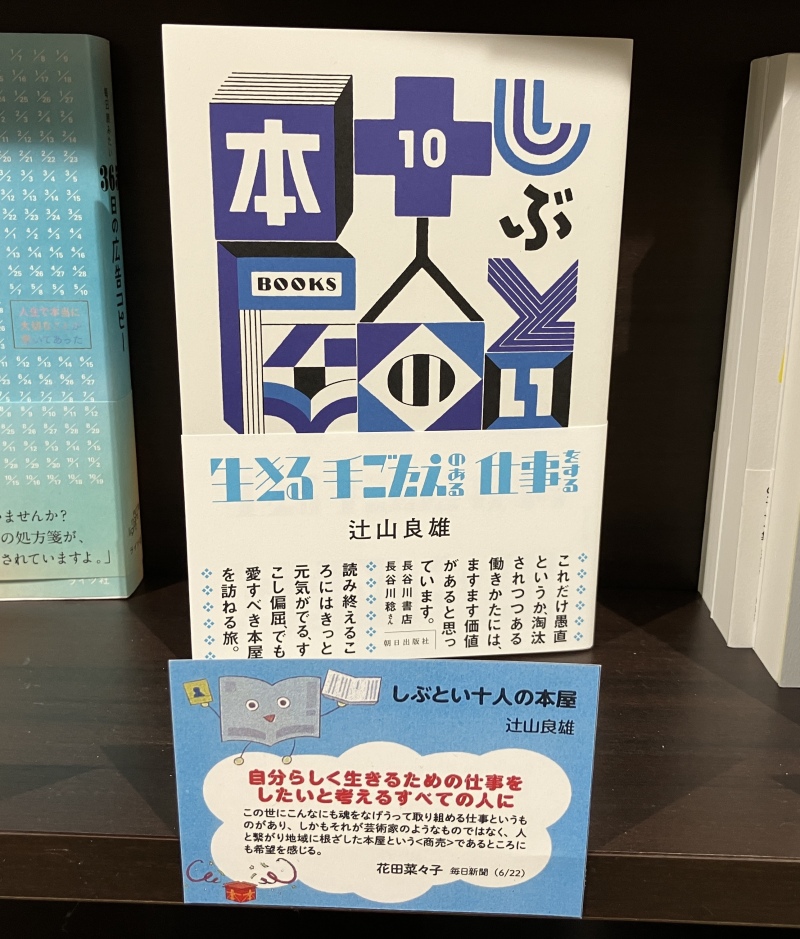 しぶとい
十人の
10
本
BOOKS
本屋
生きる手ごたえのある仕事をする
辻山良雄
これだけ愚直
というか淘汰
されつつある
働きかたには、
ますます価値
があると思っ
ています。
長谷川書店
長谷川稔さん
読み終えるこ
ろにはきっと
元気がでる、す
こし偏屈、でも
愛すべき本屋
を訪ねる旅。
朝日出版社
しぶとい十人の本屋
辻山良雄
自分らしく生きるための仕事を
したいと考えるすべての人に
この世にこんなにも魂をなげうって取り組める仕事というも
のがあり、しかもそれが芸術家のようなものではなく、人
と繋がり地域に根ざした本屋という<商売>であるところに
も希望を感じる。
花田菜々子 毎日新聞（6/22）
日の広告コピー
人生で本当に
いてあった
いませんか？
の処方箋が、
されていますよ。」
ライツ社